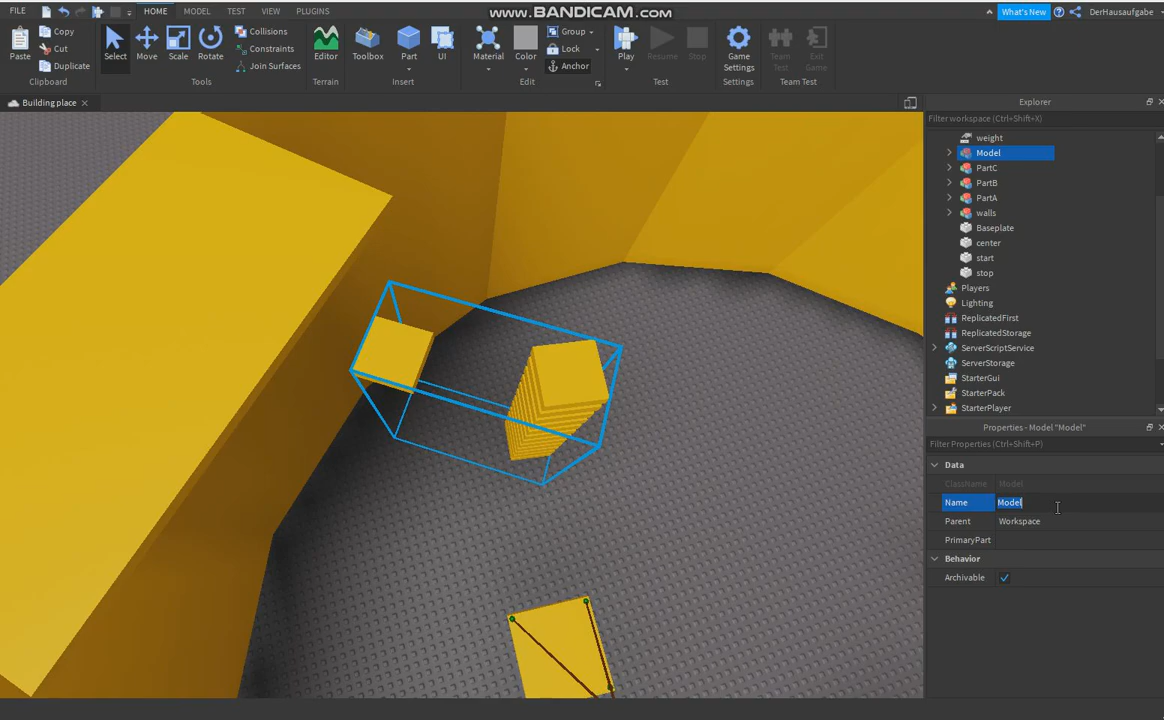 FILE
HOME
MODEL
TEST
VIEW
PLUGINS
WWW.BANDICAM.COM
What's New
DerHausaufgabe
Paste
Copy
Cut
Duplicate
Clipboard
Select
Move
Scale
Rotate
Collisions
Constraints
Join Surfaces
Tools
Editor
Terrain
Toolbox
Part
UI
Insert
Material
Color
Group
Lock
Anchor
Edit
Play
Resume
Stop
Test
Game
Settings
Settings
Team
Test
Exit
Game
Team Test
Building place
Explorer
Filter workspace (Ctrl+Shift+X)
weight
Model
PartC
PartB
PartA
walls
Baseplate
center
start
stop
Players
Lighting
ReplicatedFirst
ReplicatedStorage
ServerScriptService
ServerStorage
StarterGui
StarterPack
StarterPlayer
Properties - Model "Model"
Filter Properties (Ctrl+Shift+P)
Data
ClassName Model
Name Model
Parent Workspace
PrimaryPart
Behavior
Archivable